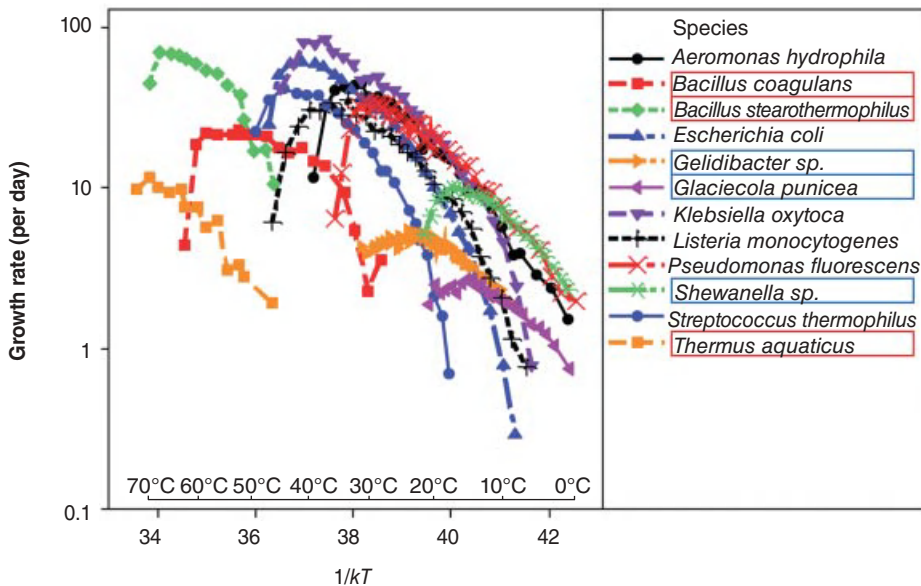 100
10
1
0.1
Growth rate (per day)
70°C 60°C 50°C 40°C 30°C 20°C 10°C 0°C
34 36 38 40 42
1/kT
Species
Aeromonas hydrophila
Bacillus coagulans
Bacillus stearothermophilus
Escherichia coli
Gelidibacter sp.
Glaciecola punicea
Klebsiella oxytoca
Listeria monocytogenes
Pseudomonas fluorescens
Shewanella sp.
Streptococcus thermophilus
Thermus aquaticus